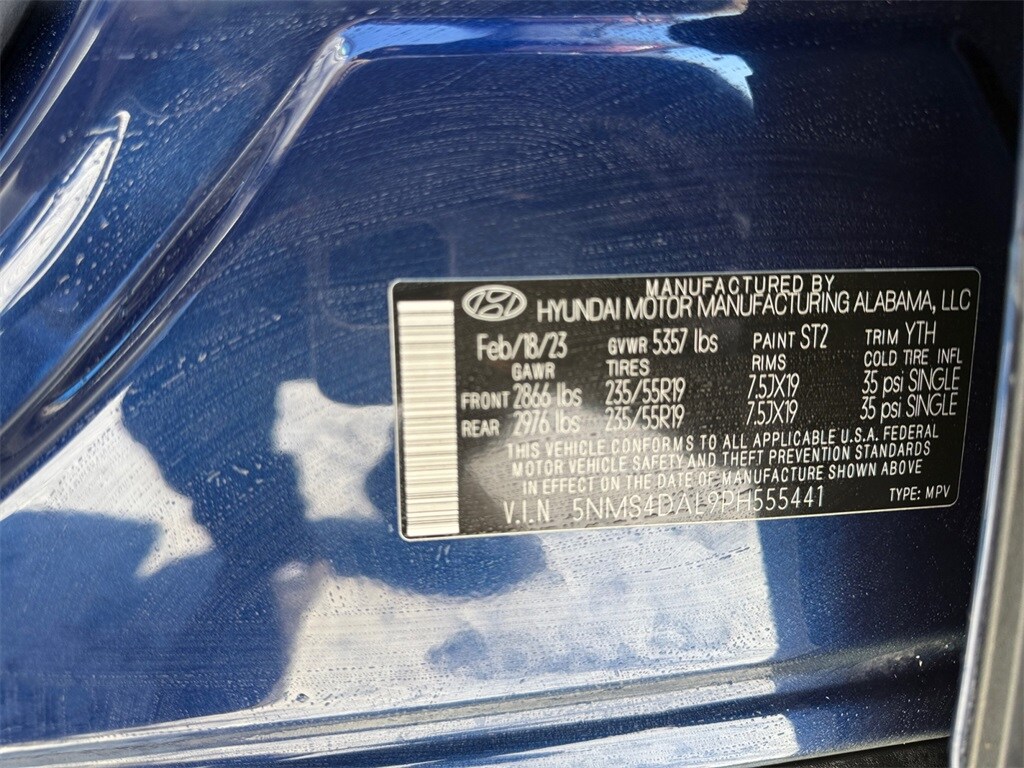 MANUFACTURED BY
HYUNDAI MOTOR MANUFACTURING ALABAMA, LLC
Feb/18/23 GVWR 5357 lbs PAINT ST2 TRIM YTH
GAWR TIRES RIMS COLD TIRE INFL
FRONT 2866 lbs 235/55R19 7.5JX19 35 psi SINGLE
REAR 2976 lbs 235/55R19 7.5JX19 35 psi SINGLE
THIS VEHICLE CONFORMS TO ALL APPLICABLE U.S.A. FEDERAL
MOTOR VEHICLE SAFETY AND THEFT PREVENTION STANDARDS
IN EFFECT ON THE DATE OF MANUFACTURE SHOWN ABOVE
V.I.N 5NMS4DAL9PH555441 TYPE: MPV